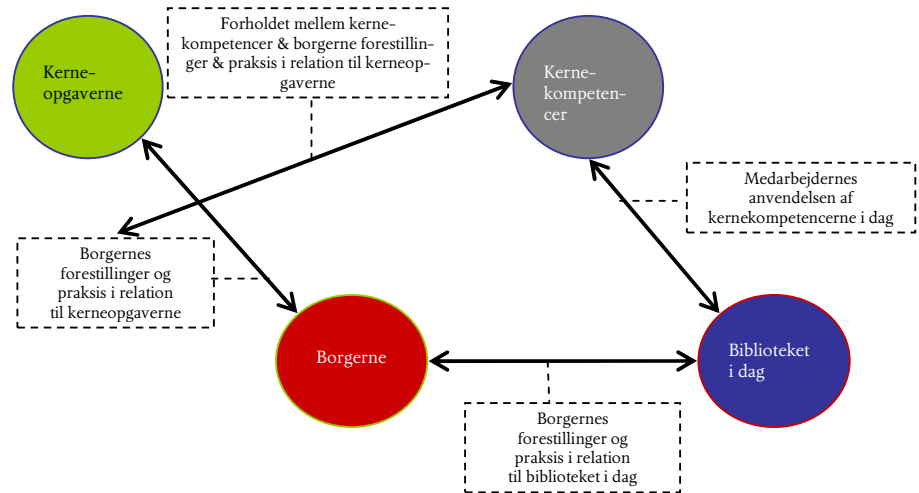 Forholdet mellem kerne-
kompetencer & borgerne forestillin-
ger & praksis i relation til kerneop-
gaverne
Kerne-
opgaverne
Kerne-
kompeten-
cer
Medarbejdernes
anvendelsen af
kernekompetencerne i dag
Borgernes
forestillinger og
praksis i relation
til kerneopgaverne
Borgerne
Biblioteket
i dag
Borgernes
forestillinger og
praksis i relation
til biblioteket i dag